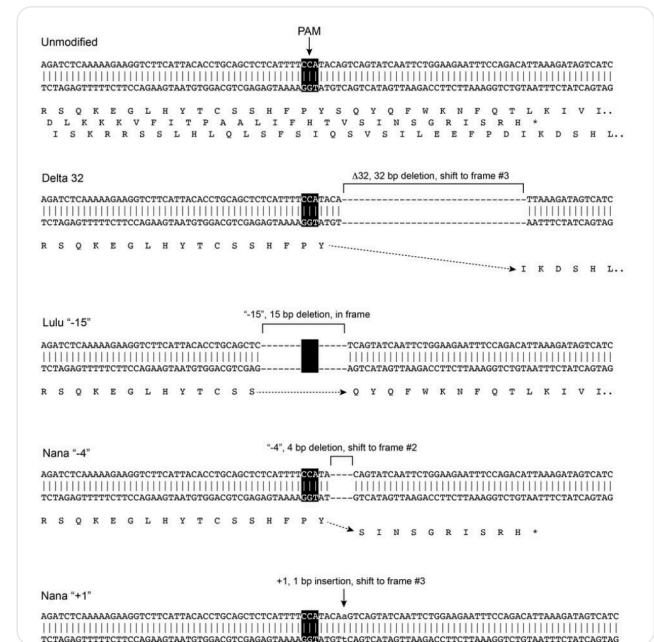 PAM
Unmodified
AGATCTCAAAAAGAAGGTCTTCATTACACCTGCAGCTCTCATTTTCCATACAGTCAGTATCAATTCTGGAAGAATTTCCAGACATTAAAGATAGTCATC
TCTAGAGTTTTTCTTCCAGAAGTAATGTGGACGTCGAGAGTAAAAGGTATGTCAGTCATAGTTAAGACCTTCTTAAAGGTCTGTAATTTCTATCAGTAG
R S Q K E G L H Y T C S S H F P Y S Q Y Q F W K N F Q T L K I V I..
D L K K K V F I T P A A L I F H T V S I N S G R I S R H *
I S K R R S S L H L Q L S F S I Q S V S I L E E F P D I K D S H L..
Delta 32
Δ32, 32 bp deletion, shift to frame #3
AGATCTCAAAAAGAAGGTCTTCATTACACCTGCAGCTCTCATTTTCCATACA--------------------------------TTAAAGATAGTCATC
TCTAGAGTTTTTCTTCCAGAAGTAATGTGGACGTCGAGAGTAAAAGGTATGT--------------------------------AATTTCTATCAGTAG
R S Q K E G L H Y T C S S H F P Y
I K D S H L..
Lulu “-15”
“-15”, 15 bp deletion, in frame
AGATCTCAAAAAGAAGGTCTTCATTACACCTGCAGCTC------- -----TCAGTATCAATTCTGGAAGAATTTCCAGACATTAAAGATAGTCATC
TCTAGAGTTTTTCTTCCAGAAGTAATGTGGACGTCGAG------- -----AGTCATAGTTAAGACCTTCTTAAAGGTCTGTAATTTCTATCAGTAG
R S Q K E G L H Y T C S S Q Y Q F W K N F Q T L K I V I..
Nana “-4”
“-4”, 4 bp deletion, shift to frame #2
AGATCTCAAAAAGAAGGTCTTCATTACACCTGCAGCTCTCATTTTCCATA----CAGTATCAATTCTGGAAGAATTTCCAGACATTAAAGATAGTCATC
TCTAGAGTTTTTCTTCCAGAAGTAATGTGGACGTCGAGAGTAAAAGGTAT----GTCATAGTTAAGACCTTCTTAAAGGTCTGTAATTTCTATCAGTAG
R S Q K E G L H Y T C S S H F P Y
S I N S G R I S R H *
Nana “+1”
+1, 1 bp insertion, shift to frame #3
AGATCTCAAAAAGAAGGTCTTCATTACACCTGCAGCTCTCATTTTCCATACAaGTCAGTATCAATTCTGGAAGAATTTCCAGACATTAAAGATAGTCATC
TCTAGAGTTTTTCTTCCAGAAGTAATGTGGACGTCGAGAGTAAAAGGTATGTtCAGTCATAGTTAAGACCTTCTTAAAGGTCTGTAATTTCTATCAGTAG